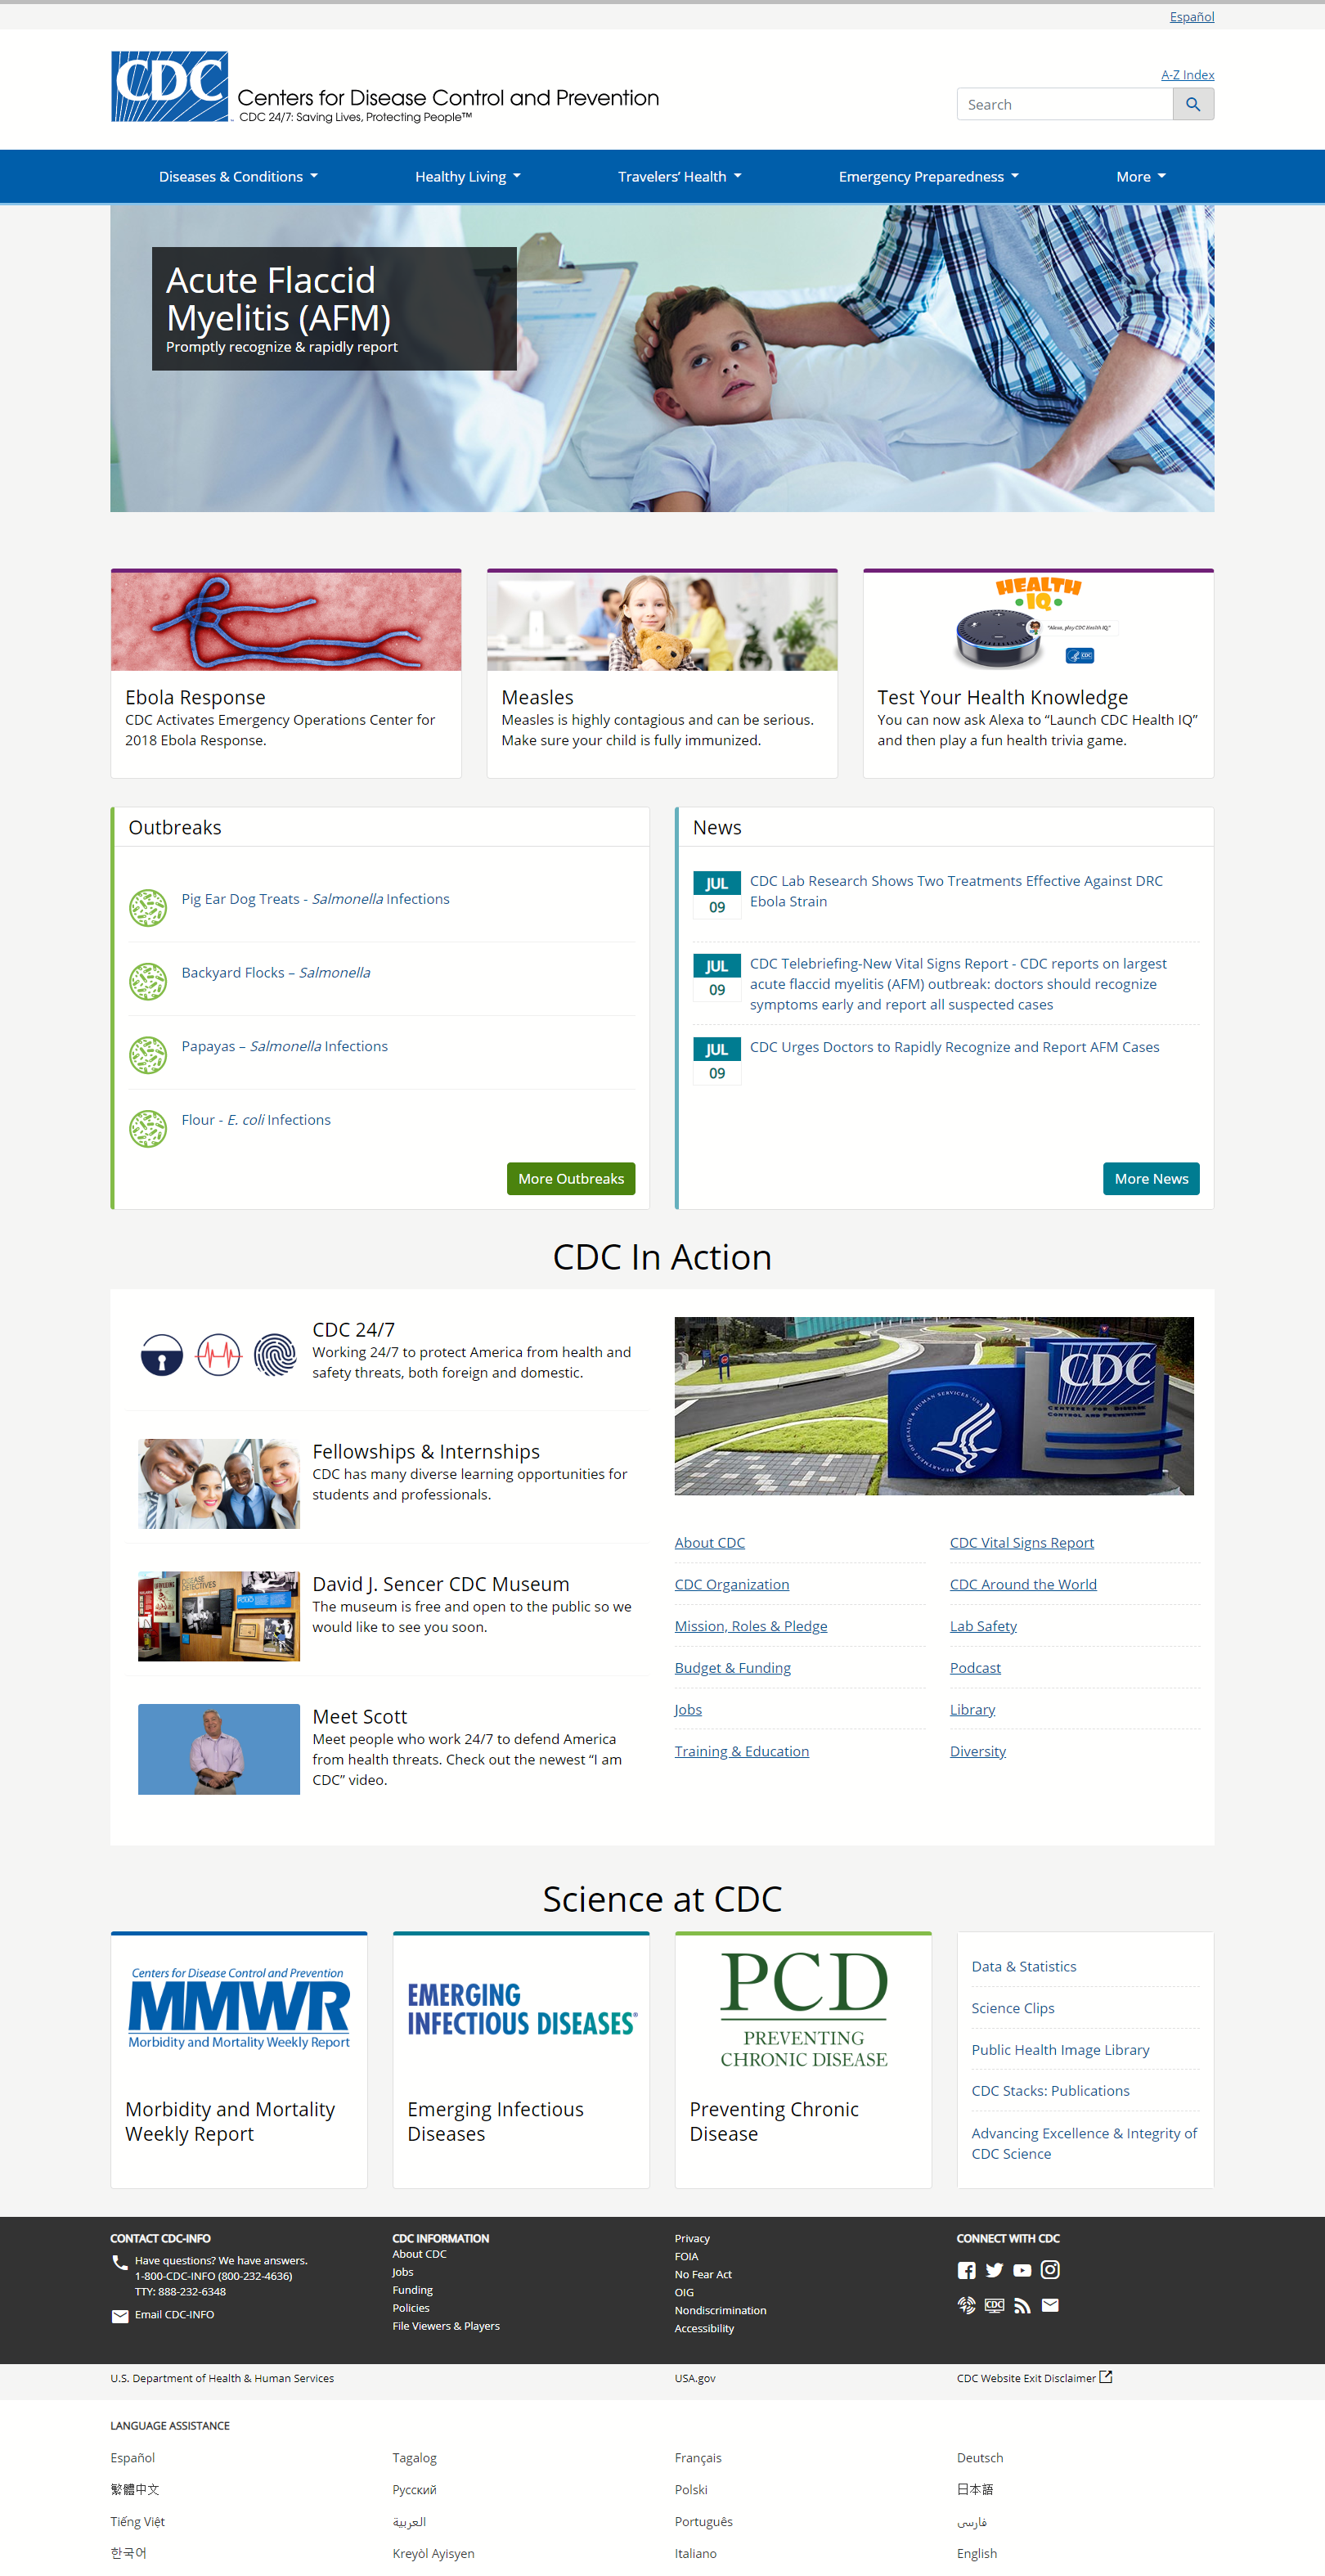 Español
A-Z Index
CDC
Centers for Disease Control and Prevention
CDC 24/7: Saving Lives, Protecting People™
Search
Diseases & Conditions
Healthy Living
Travelers’ Health
Emergency Preparedness
More
Acute Flaccid
Myelitis (AFM)
Promptly recognize & rapidly report
HEALTH
IQ
"Alexa, play CDC Health IQ."
CDC
Ebola Response
CDC Activates Emergency Operations Center for
2018 Ebola Response.
Measles
Measles is highly contagious and can be serious.
Make sure your child is fully immunized.
Test Your Health Knowledge
You can now ask Alexa to “Launch CDC Health IQ”
and then play a fun health trivia game.
Outbreaks
Pig Ear Dog Treats - Salmonella Infections
Backyard Flocks – Salmonella
Papayas – Salmonella Infections
Flour - E. coli Infections
More Outbreaks
News
JUL
09
CDC Lab Research Shows Two Treatments Effective Against DRC
Ebola Strain
JUL
09
CDC Telebriefing-New Vital Signs Report - CDC reports on largest
acute flaccid myelitis (AFM) outbreak: doctors should recognize
symptoms early and report all suspected cases
JUL
09
CDC Urges Doctors to Rapidly Recognize and Report AFM Cases
More News
CDC In Action
CDC 24/7
Working 24/7 to protect America from health and
safety threats, both foreign and domestic.
Fellowships & Internships
CDC has many diverse learning opportunities for
students and professionals.
DISEASE
DETECTIVES
POLIO
David J. Sencer CDC Museum
The museum is free and open to the public so we
would like to see you soon.
Meet Scott
Meet people who work 24/7 to defend America
from health threats. Check out the newest “I am
CDC” video.
CDC
CENTERS FOR DISEASE
CONTROL AND PREVENTION
DEPARTMENT OF HEALTH & HUMAN SERVICES · USA
About CDC
CDC Organization
Mission, Roles & Pledge
Budget & Funding
Jobs
Training & Education
CDC Vital Signs Report
CDC Around the World
Lab Safety
Podcast
Library
Diversity
Science at CDC
Centers for Disease Control and Prevention
MMWR
Morbidity and Mortality Weekly Report
Morbidity and Mortality
Weekly Report
EMERGING
INFECTIOUS DISEASES®
Emerging Infectious
Diseases
PCD
PREVENTING
CHRONIC DISEASE
Preventing Chronic
Disease
Data & Statistics
Science Clips
Public Health Image Library
CDC Stacks: Publications
Advancing Excellence & Integrity of
CDC Science
CONTACT CDC-INFO
Have questions? We have answers.
1-800-CDC-INFO (800-232-4636)
TTY: 888-232-6348
Email CDC-INFO
CDC INFORMATION
About CDC
Jobs
Funding
Policies
File Viewers & Players
Privacy
FOIA
No Fear Act
OIG
Nondiscrimination
Accessibility
CONNECT WITH CDC
CDC
U.S. Department of Health & Human Services
USA.gov
CDC Website Exit Disclaimer
LANGUAGE ASSISTANCE
Español
Tagalog
Français
Deutsch
繁體中文
Русский
Polski
日本語
Tiếng Việt
العربية
Português
فارسی
한국어
Kreyòl Ayisyen
Italiano
English